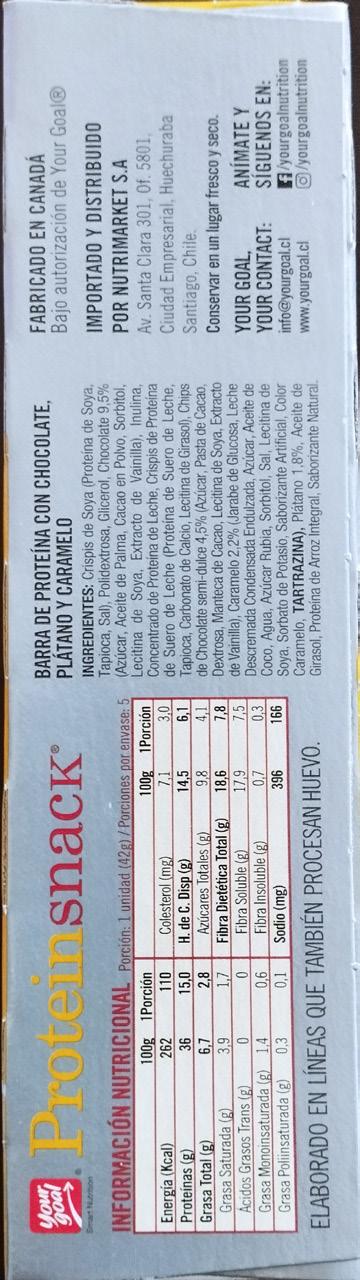 your
goal
Smart Nutrition
Proteinsnack®
INFORMACIÓN NUTRICIONAL Porción: 1 unidad (42g) / Porciones por envase: 5
100g 1Porción
Energía (Kcal) 262 110
Proteínas (g) 36 15,0
Grasa Total (g) 6,7 2,8
Grasa Saturada (g) 3,9 1,7
Acidos Grasos Trans (g) 0 0
Grasa Monoinsaturada (g) 1,4 0,6
Grasa Poliinsaturada (g) 0,3 0,1
100g 1Porción
Colesterol (mg) 7,1 3,0
H. de C. Disp (g) 14,5 6,1
Azúcares Totales (g) 9,8 4,1
Fibra Dietética Total (g) 18,6 7,8
Fibra Soluble (g) 17,9 7,5
Fibra Insoluble (g) 0,7 0,3
Sodio (mg) 396 166
ELABORADO EN LÍNEAS QUE TAMBIÉN PROCESAN HUEVO.
BARRA DE PROTEÍNA CON CHOCOLATE,
PLÁTANO Y CARAMELO
INGREDIENTES: Crispis de Soya (Proteína de Soya,
Tapioca, Sal), Polidextrosa, Glicerol, Chocolate 9,5%
(Azúcar, Aceite de Palma, Cacao en Polvo, Sorbitol,
Lecitina de Soya, Extracto de Vainilla), Inulina,
Concentrado de Proteína de Leche, Crispis de Proteína
de Suero de Leche (Proteína de Suero de Leche,
Tapioca, Carbonato de Calcio, Lecitina de Girasol), Chips
de Chocolate semi-dulce 4,5% (Azúcar, Pasta de Cacao,
Dextrosa, Manteca de Cacao, Lecitina de Soya, Extracto
de Vainilla), Caramelo 2,2% (Jarabe de Glucosa, Leche
Descremada Condensada Endulzada, Azúcar, Aceite de
Coco, Agua, Azúcar Rubia, Sorbitol, Sal, Lecitina de
Soya, Sorbato de Potasio, Saborizante Artificial, Color
Caramelo, TARTRAZINA), Plátano 1,8%, Aceite de
Girasol, Proteína de Arroz Integral, Saborizante Natural.
FABRICADO EN CANADÁ
Bajo autorización de Your Goal®
IMPORTADO Y DISTRIBUIDO
POR NUTRIMARKET S.A
Av. Santa Clara 301, Of. 5801,
Ciudad Empresarial, Huechuraba
Santiago, Chile.
Conservar en un lugar fresco y seco.
YOUR GOAL,
YOUR CONTACT:
info@yourgoal.cl
www.yourgoal.cl
ANÍMATE Y
SÍGUENOS EN:
/yourgoalnutrition
/yourgoalnutrition